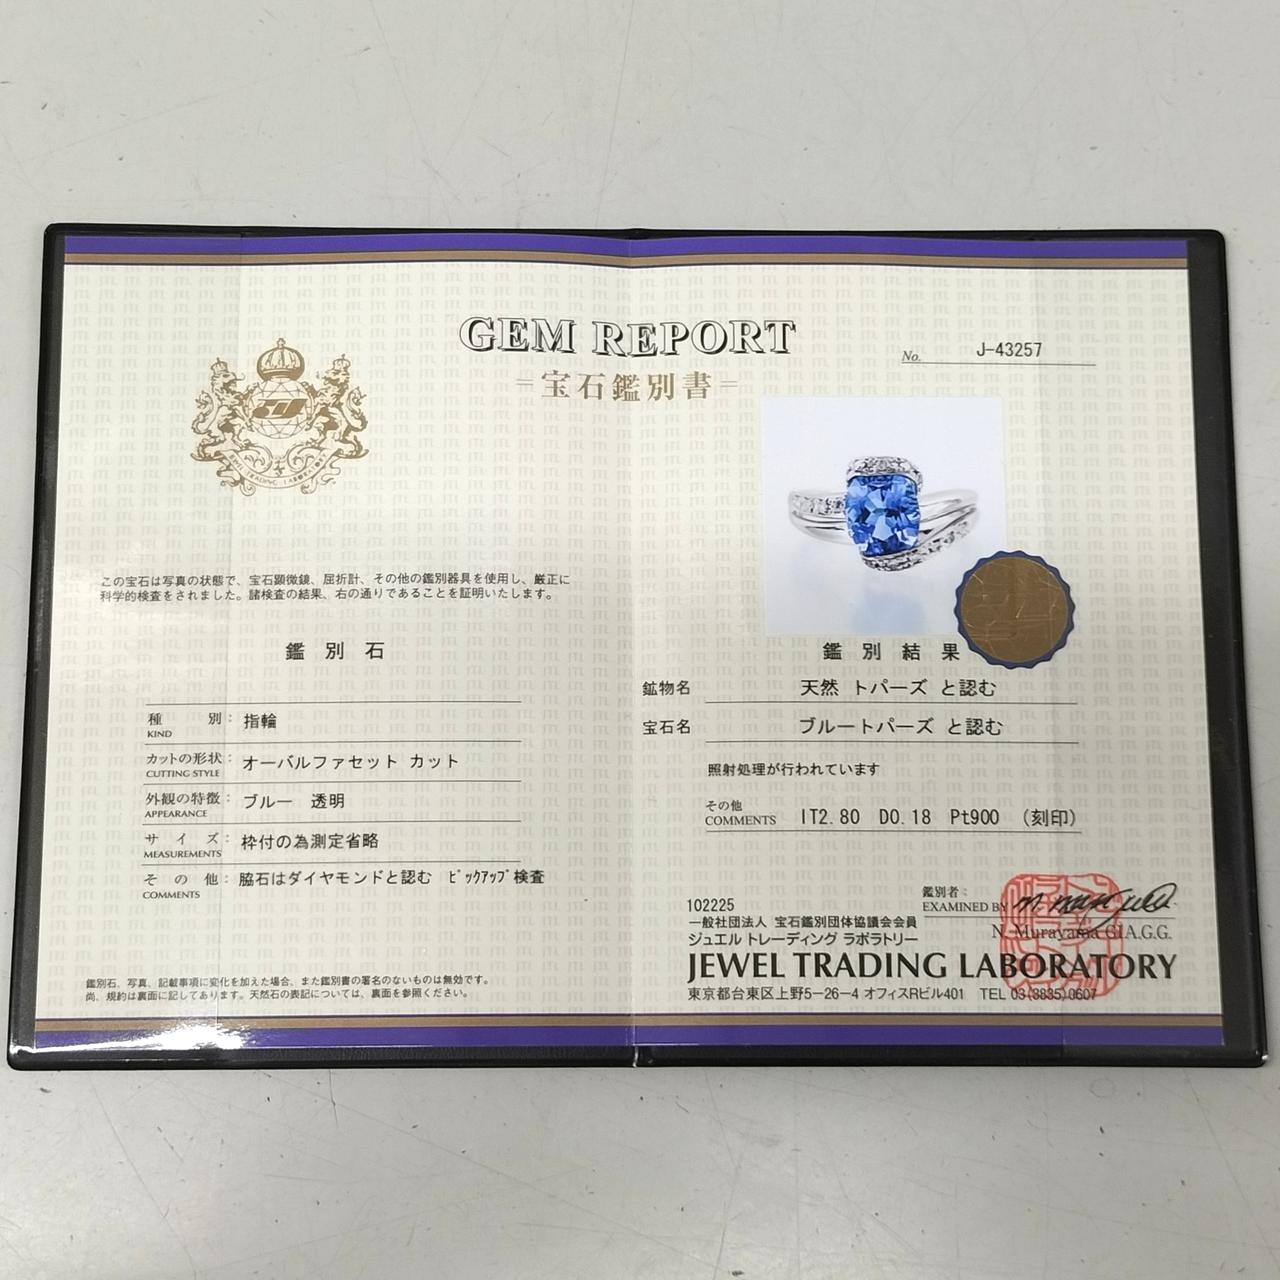 GEM REPORT
=宝石鑑別書=
No. J-43257
JEWEL TRADING LABORATORY
この宝石は写真の状態で、宝石顕微鏡、屈折計、その他の鑑別器具を使用し、厳正に
科学的検査をされました。諸検査の結果、右の通りであることを証明いたします。
鑑別石
種別: 指輪
KIND
カットの形状: オーバルファセット カット
CUTTING STYLE
外観の特徴: ブルー 透明
APPEARANCE
サイズ: 枠付の為測定省略
MEASUREMENTS
その他: 脇石はダイヤモンドと認む ピックアップ検査
COMMENTS
鑑別石、写真、記載事項に変化を加えた場合、また鑑別書の署名のないものは無効です。
尚、規約は裏面に記してあります。天然石の表記については、裏面を参照ください。
鑑別結果
鉱物名 天然 トパーズ と認む
宝石名 ブルートパーズ と認む
照射処理が行われています
その他
COMMENTS IT2.80 D0.18 Pt900 (刻印)
102225
一般社団法人 宝石鑑別団体協議会会員
ジュエル トレーディング ラボラトリー
鑑別者:
EXAMINED BY
N. Murayama G.I.A.G.G.
JEWEL TRADING LABORATORY
東京都台東区上野5-26-4 オフィスRビル401 TEL 03(3835)0607